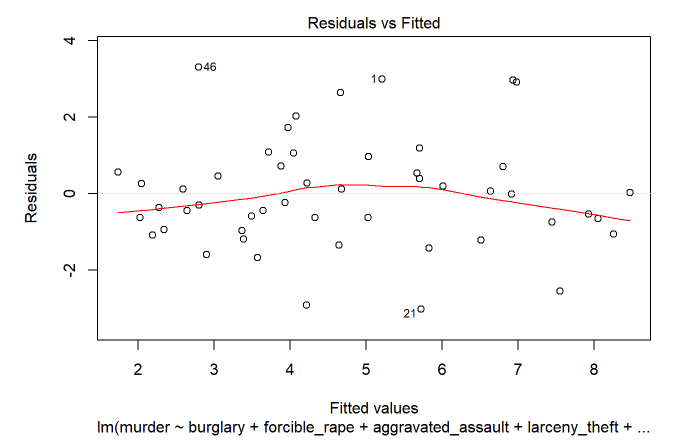 Residuals vs Fitted
4
2
0
-2
Residuals
46
1
21
2 3 4 5 6 7 8
Fitted values
lm(murder ~ burglary + forcible_rape + aggravated_assault + larceny_theft + ...